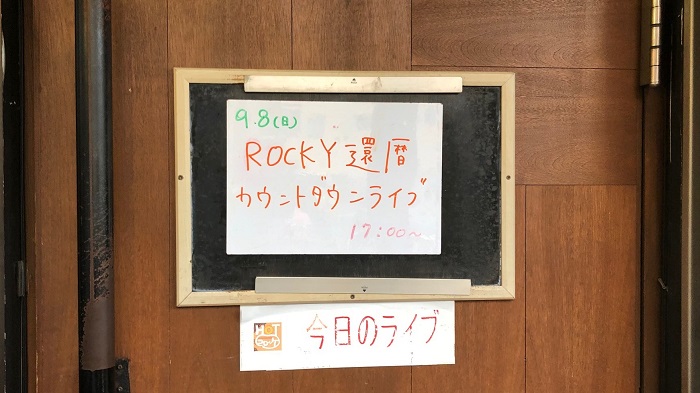 9.8(日)
ROCKY還暦
カウントダウンライブ
17:00~
HOT
今日のライブ